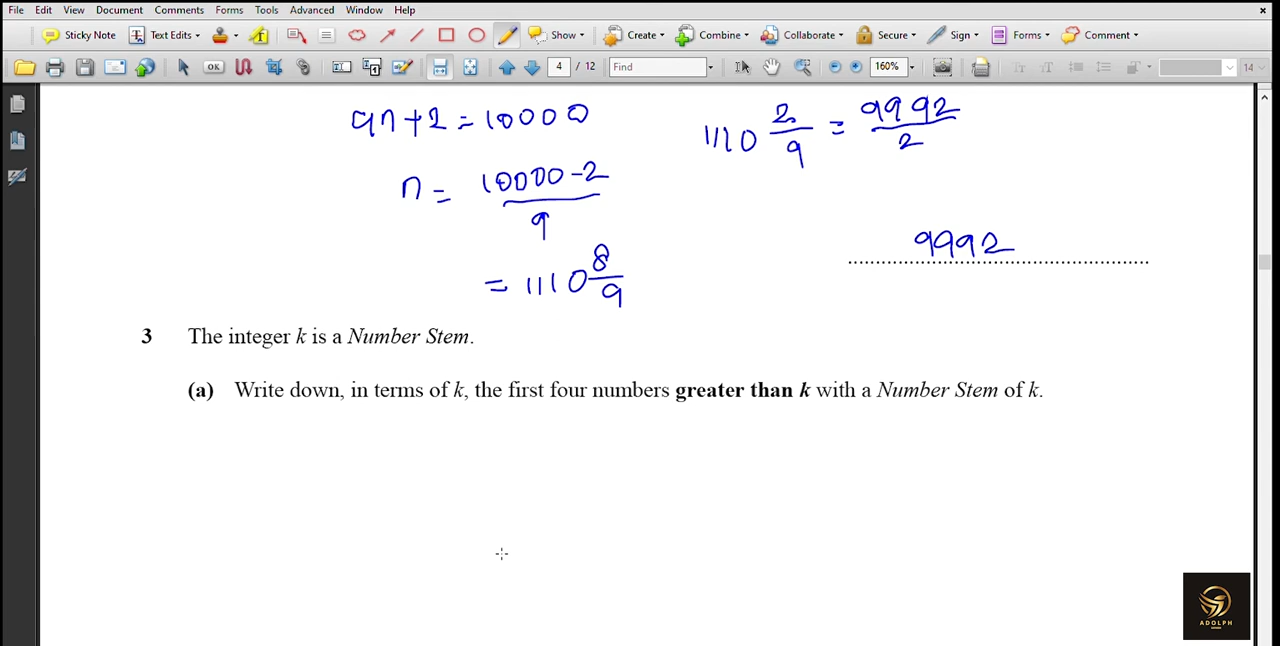 File Edit View Document Comments Forms Tools Advanced Window Help ×
Sticky Note Text Edits Show Create Combine Collaborate Secure Sign Forms Comment
OK 4 / 12 Find 160% 14
9n+2=10000
n= 10000-2
9
= 1110 8/9
1110 2/9 = 9992/2
9992
3 The integer k is a Number Stem.
(a) Write down, in terms of k, the first four numbers greater than k with a Number Stem of k.
ADOLPH